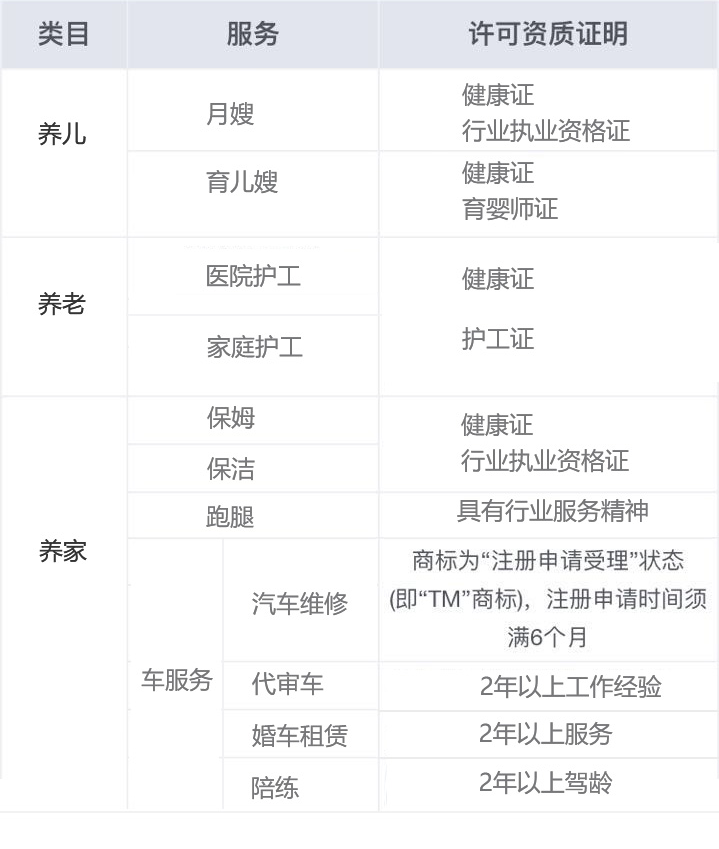 类目 服务 许可资质证明
养儿
月嫂
健康证
行业执业资格证
育儿嫂
健康证
育婴师证
养老
医院护工
健康证
家庭护工
护工证
养家
保姆
健康证
保洁
行业执业资格证
跑腿
具有行业服务精神
车服务
汽车维修
商标为“注册申请受理”状态
(即“TM”商标)，注册申请时间须
满6个月
代审车
2年以上工作经验
婚车租赁
2年以上服务
陪练
2年以上驾龄